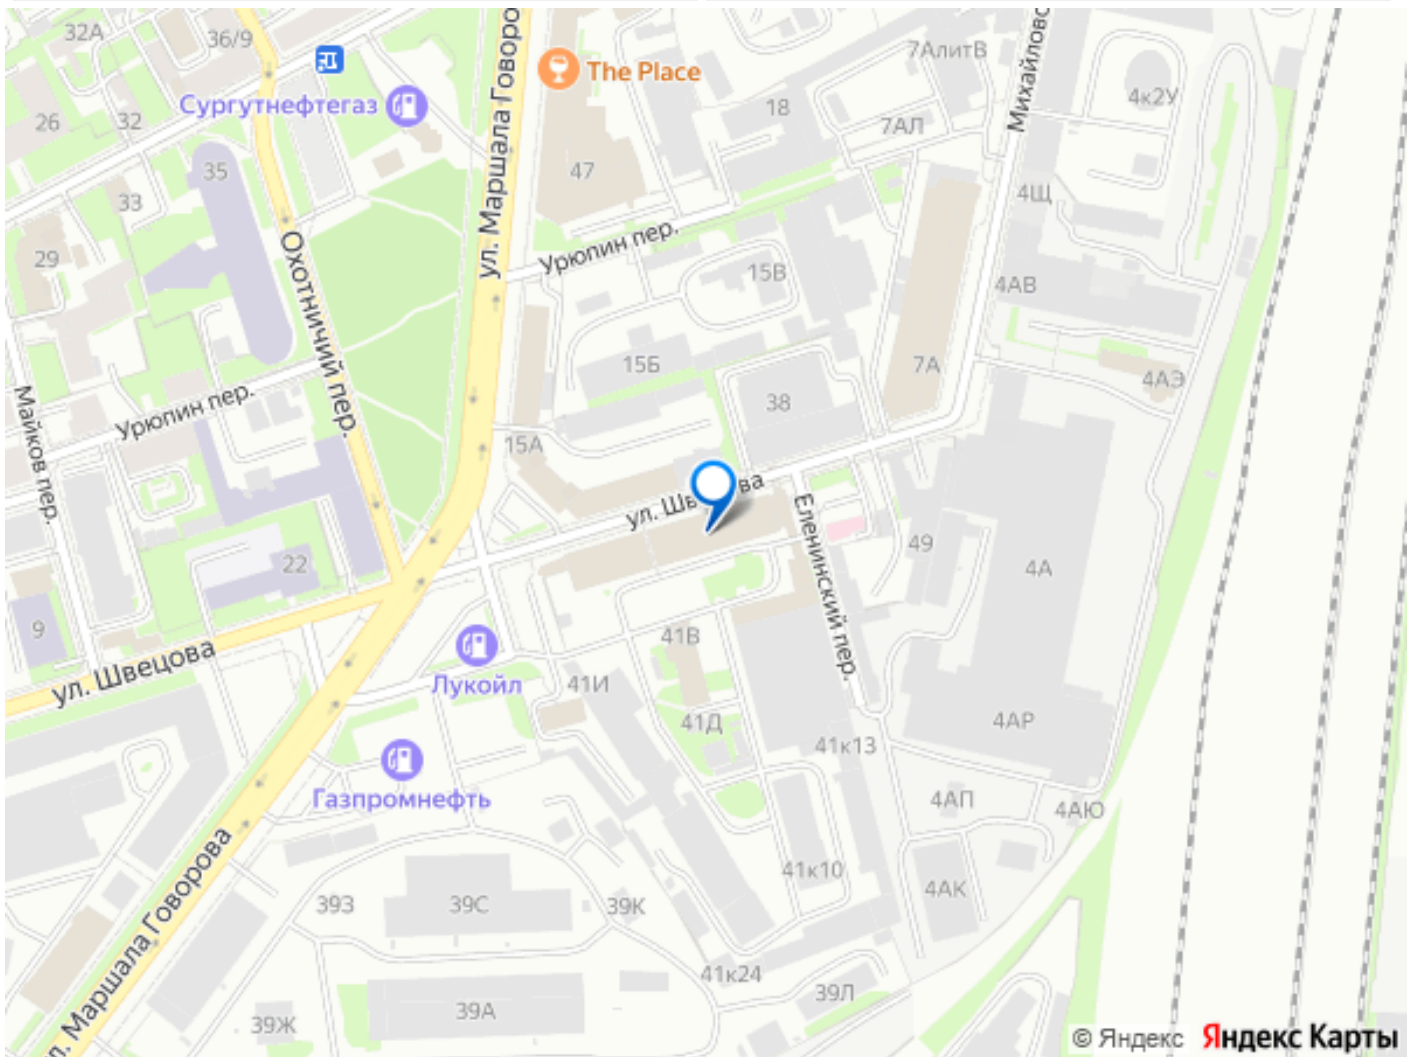 32А
36/9
ул. Маршала Говоро
The Place
7АлитВ
Михайловс
4к2У
Сургутнефтегаз
26
32
18
7АЛ
35
47
4Щ
33
29
Охотничий пер.
Урюпин пер.
15В
4АВ
15Б
7А
4АЭ
Майков пер.
Урюпин пер.
38
15А
ул. Шв
ва
Еленинский пер.
49
22
4А
9
41В
ул. Швецова
Лукойл
41И
41Д
4АР
41к13
Газпромнефть
4АП
4АЮ
л. Маршала Говорова
41к10
4АК
39З
39С
39К
41к24
39Л
39А
39Ж
© Яндекс Яндекс Карты